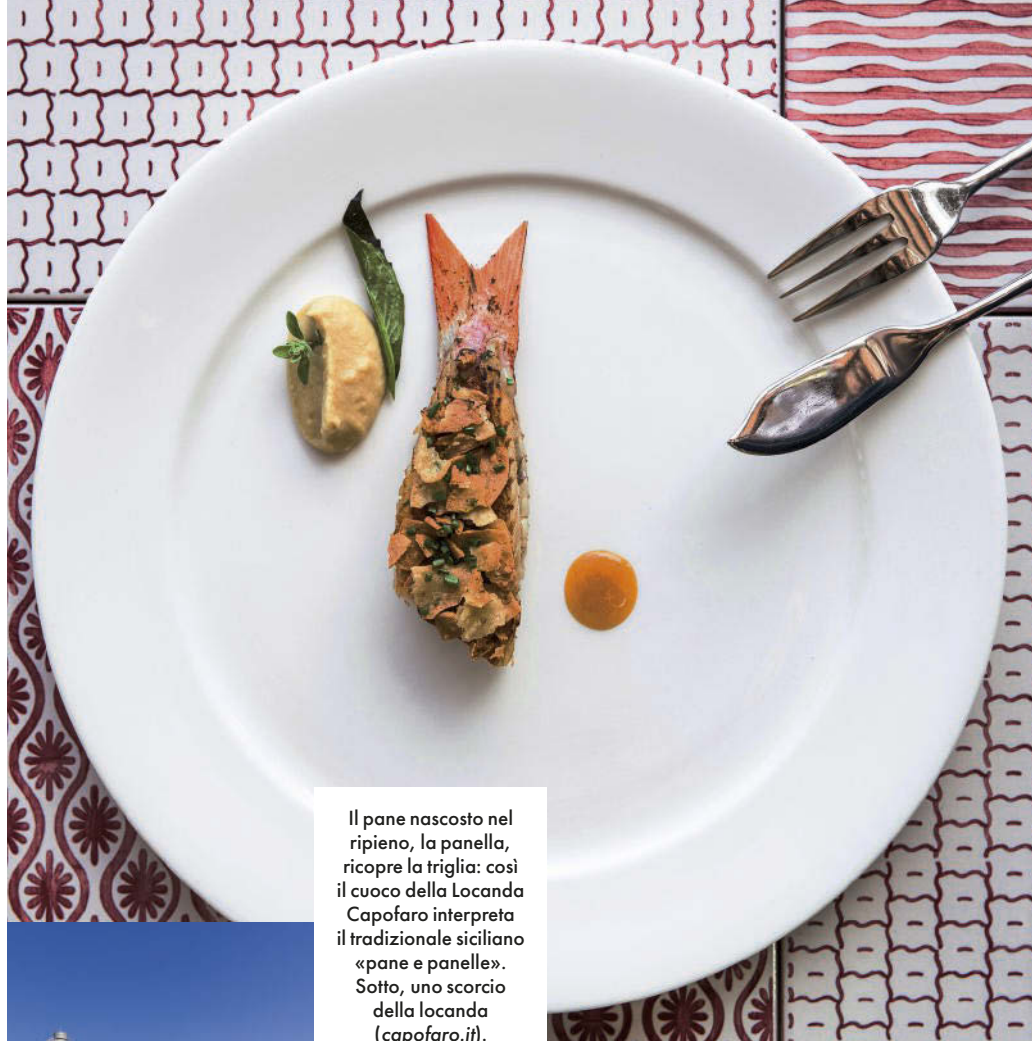 Il pane nascosto nel
ripieno, la panella,
ricopre la triglia: così
il cuoco della Locanda
Capofaro interpreta
il tradizionale siciliano
«pane e panelle».
Sotto, uno scorcio
della locanda
(capofaro.it).